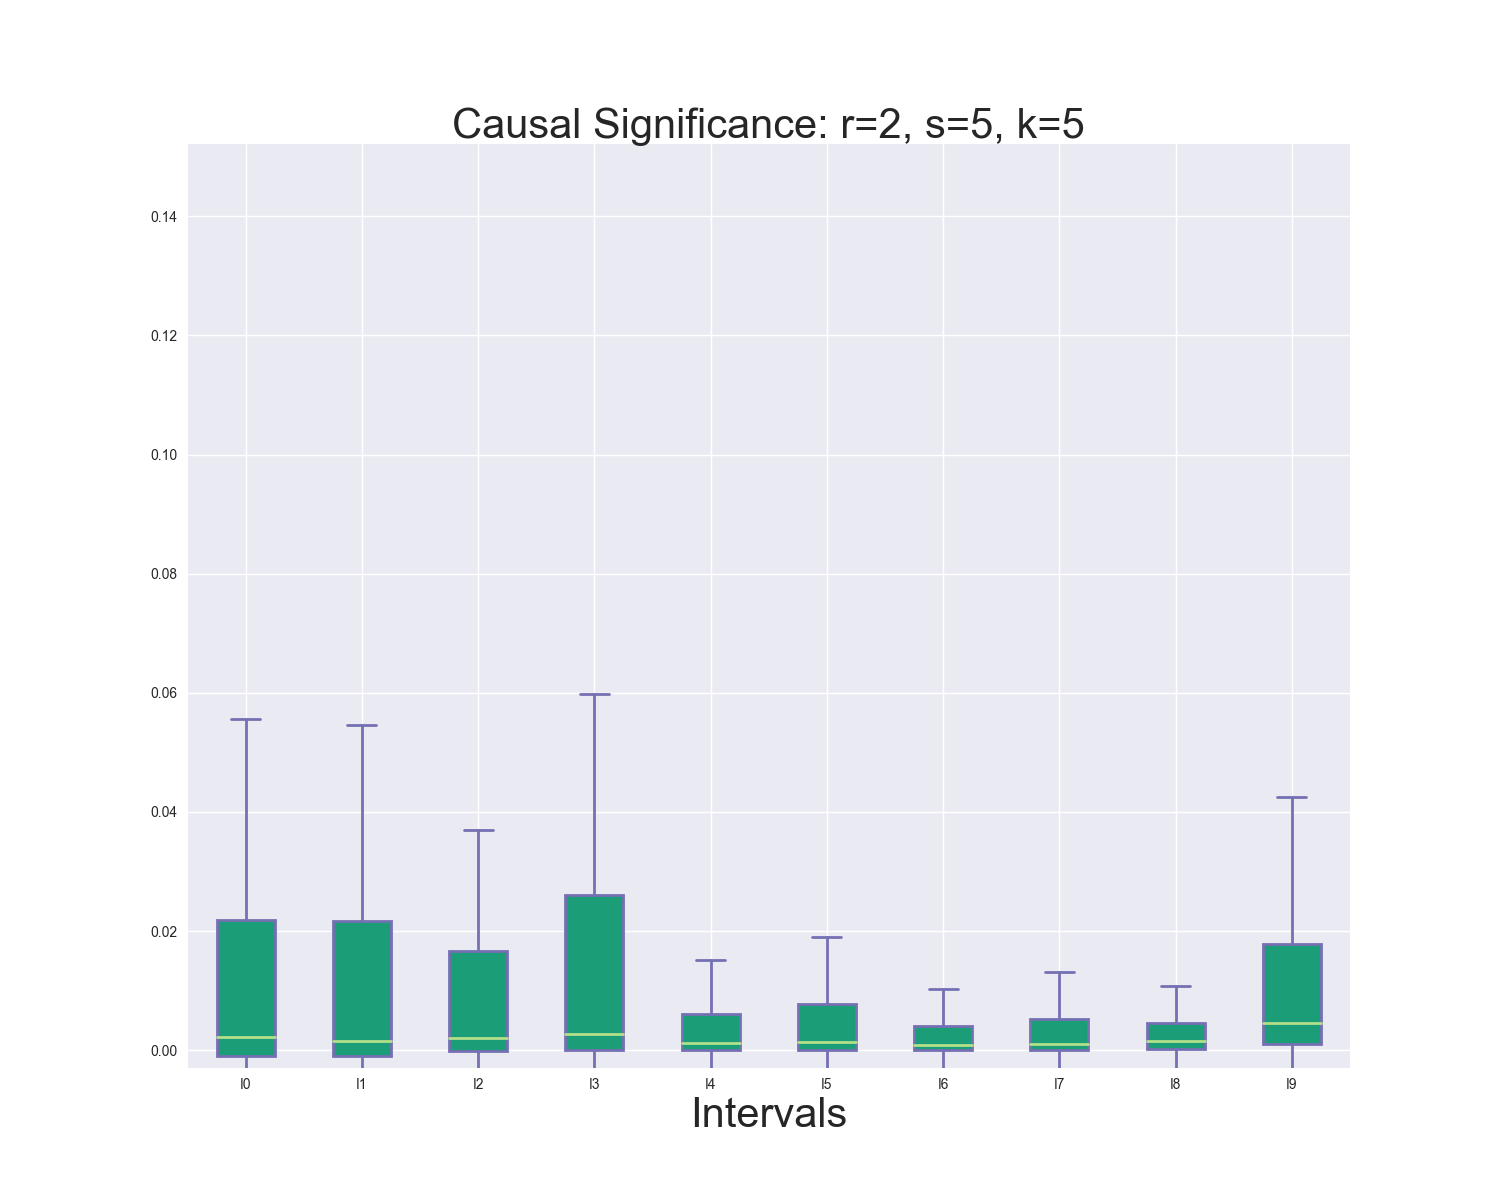 Causal Significance: r=2, s=5, k=5
0.14
0.12
0.10
0.08
0.06
0.04
0.02
0.00
I0 I1 I2 I3 I4 I5 I6 I7 I8 I9
Intervals